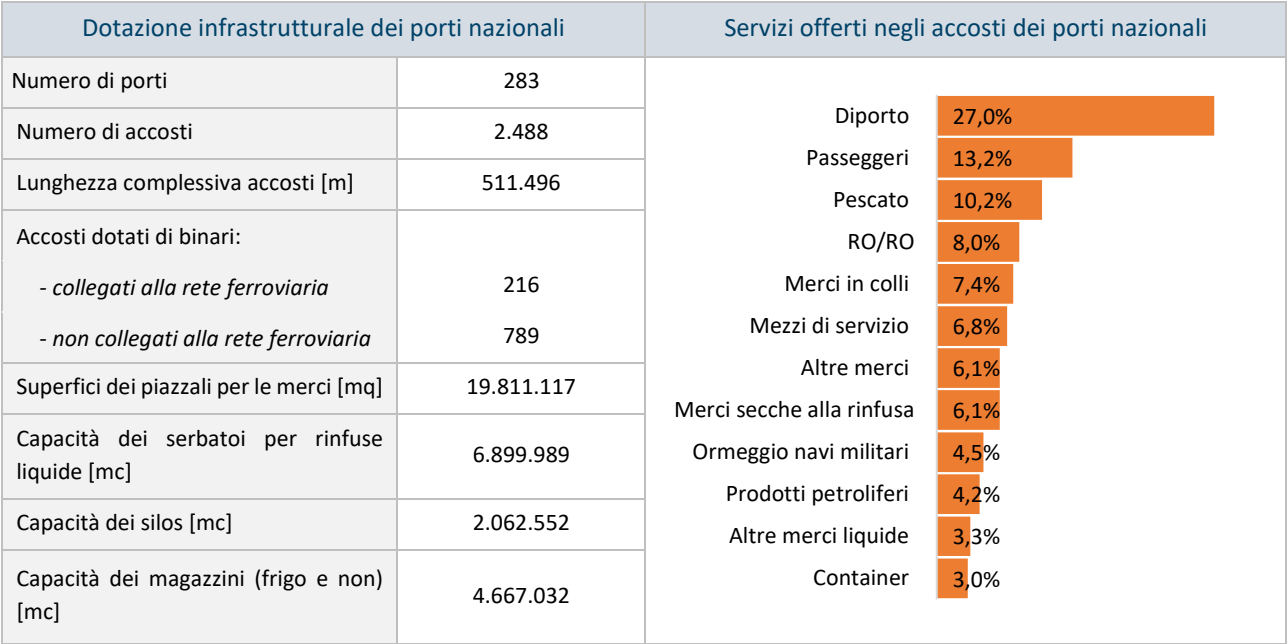 Dotazione infrastrutturale dei porti nazionali
Numero di porti 283
Numero di accosti 2.488
Lunghezza complessiva accosti [m] 511.496
Accosti dotati di binari:
- collegati alla rete ferroviaria 216
- non collegati alla rete ferroviaria 789
Superfici dei piazzali per le merci [mq] 19.811.117
Capacità dei serbatoi per rinfuse
liquide [mc] 6.899.989
Capacità dei silos [mc] 2.062.552
Capacità dei magazzini (frigo e non)
[mc] 4.667.032
Servizi offerti negli accosti dei porti nazionali
Diporto 27,0%
Passeggeri 13,2%
Pescato 10,2%
RO/RO 8,0%
Merci in colli 7,4%
Mezzi di servizio 6,8%
Altre merci 6,1%
Merci secche alla rinfusa 6,1%
Ormeggio navi militari 4,5%
Prodotti petroliferi 4,2%
Altre merci liquide 3,3%
Container 3,0%